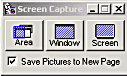 Screen Capture
Area Window Screen
Save Pictures to New Page